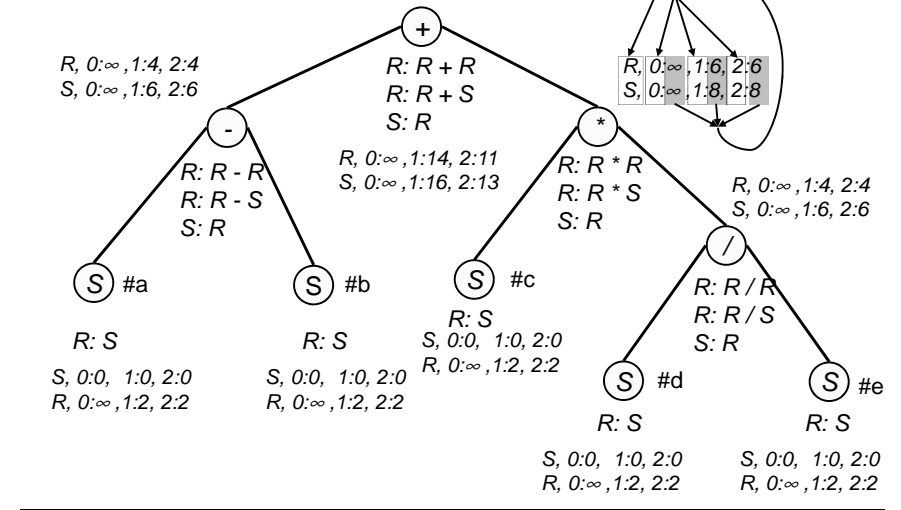 +
R: R + R
R: R + S
S: R
R, 0:∞ ,1:4, 2:4
S, 0:∞ ,1:6, 2:6
R, 0:∞ ,1:6, 2:6
S, 0:∞ ,1:8, 2:8
-
R: R - R
R: R - S
S: R
R, 0:∞ ,1:14, 2:11
S, 0:∞ ,1:16, 2:13
*
R: R * R
R: R * S
S: R
R, 0:∞ ,1:4, 2:4
S, 0:∞ ,1:6, 2:6
/
R: R / R
R: R / S
S: R
S #a
R: S
S, 0:0, 1:0, 2:0
R, 0:∞ ,1:2, 2:2
S #b
R: S
S, 0:0, 1:0, 2:0
R, 0:∞ ,1:2, 2:2
S #c
R: S
S, 0:0, 1:0, 2:0
R, 0:∞ ,1:2, 2:2
S #d
R: S
S, 0:0, 1:0, 2:0
R, 0:∞ ,1:2, 2:2
S #e
R: S
S, 0:0, 1:0, 2:0
R, 0:∞ ,1:2, 2:2